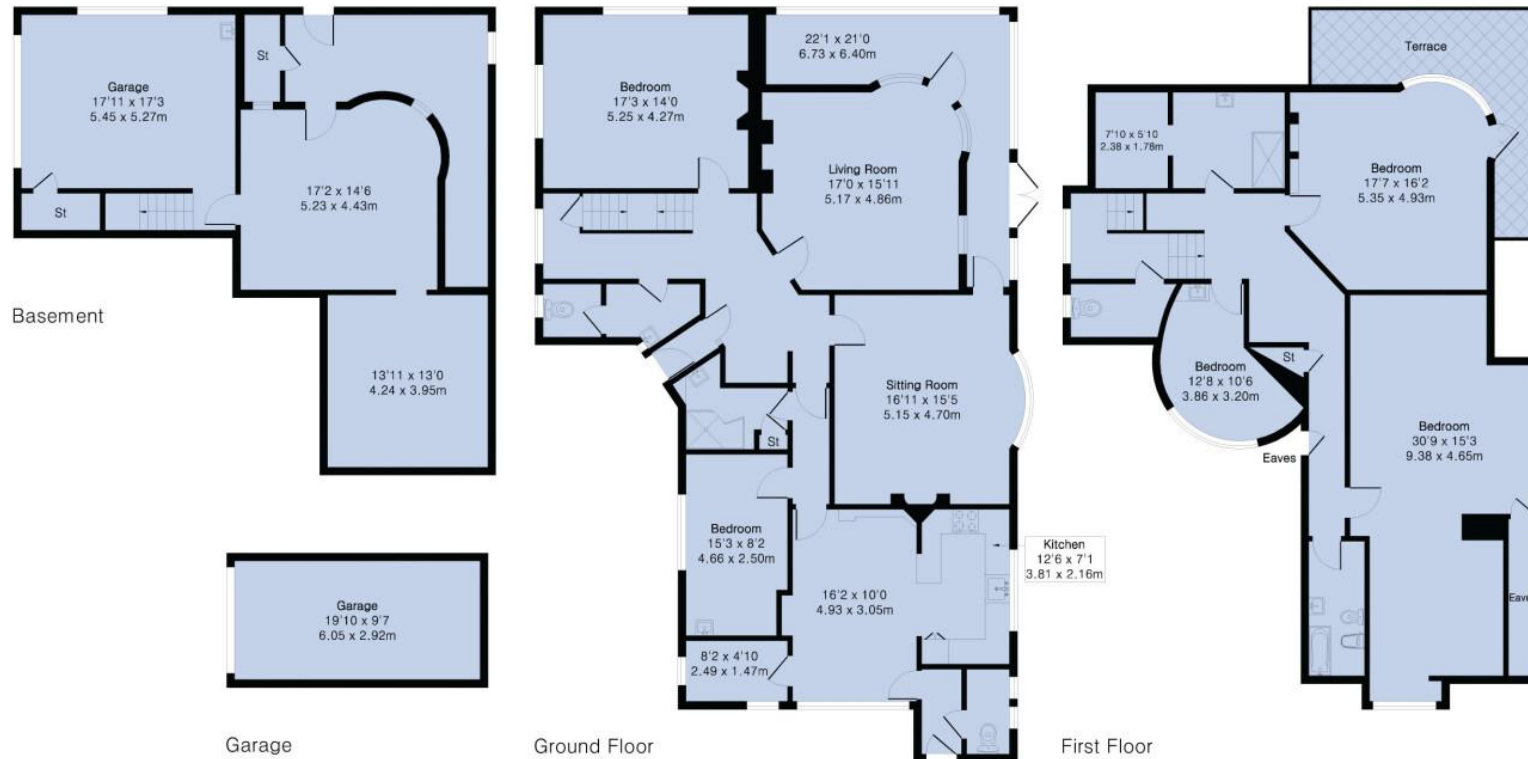 Garage
17'11 x 17'3
5.45 x 5.27m
St
St
17'2 x 14'6
5.23 x 4.43m
13'11 x 13'0
4.24 x 3.95m
Basement
Garage
19'10 x 9'7
6.05 x 2.92m
Garage
Bedroom
17'3 x 14'0
5.25 x 4.27m
22'1 x 21'0
6.73 x 6.40m
Living Room
17'0 x 15'11
5.17 x 4.86m
Sitting Room
16'11 x 15'5
5.15 x 4.70m
St
Bedroom
15'3 x 8'2
4.66 x 2.50m
16'2 x 10'0
4.93 x 3.05m
Kitchen
12'6 x 7'1
3.81 x 2.16m
8'2 x 4'10
2.49 x 1.47m
Ground Floor
Terrace
7'10 x 5'10
2.38 x 1.78m
Bedroom
17'7 x 16'2
5.35 x 4.93m
St
Bedroom
12'8 x 10'6
3.86 x 3.20m
Eaves
Bedroom
30'9 x 15'3
9.38 x 4.65m
Eave
First Floor